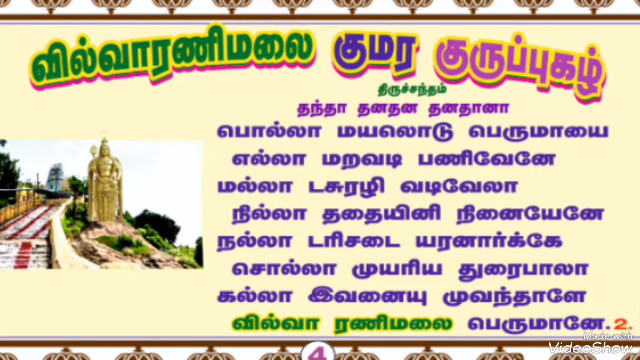 வில்வாரணிமலை குமர குருப்புகழ்
திருச்சந்தம்
தந்தா தனதன தனதானா
பொல்லா மயலொடு பெருமாயை
எல்லா மறவடி பணிவேனே
மல்லா டசுரழி வடிவேலா
நில்லா ததையினி நினையேனே
நல்லா டரிசடை யரனார்க்கே
சொல்லா முயரிய துரைபாலா
கல்லா இவனையு முவந்தாளே
வில்வா ரணிமலை பெருமானே. 2.
Made with
VideoShow
4